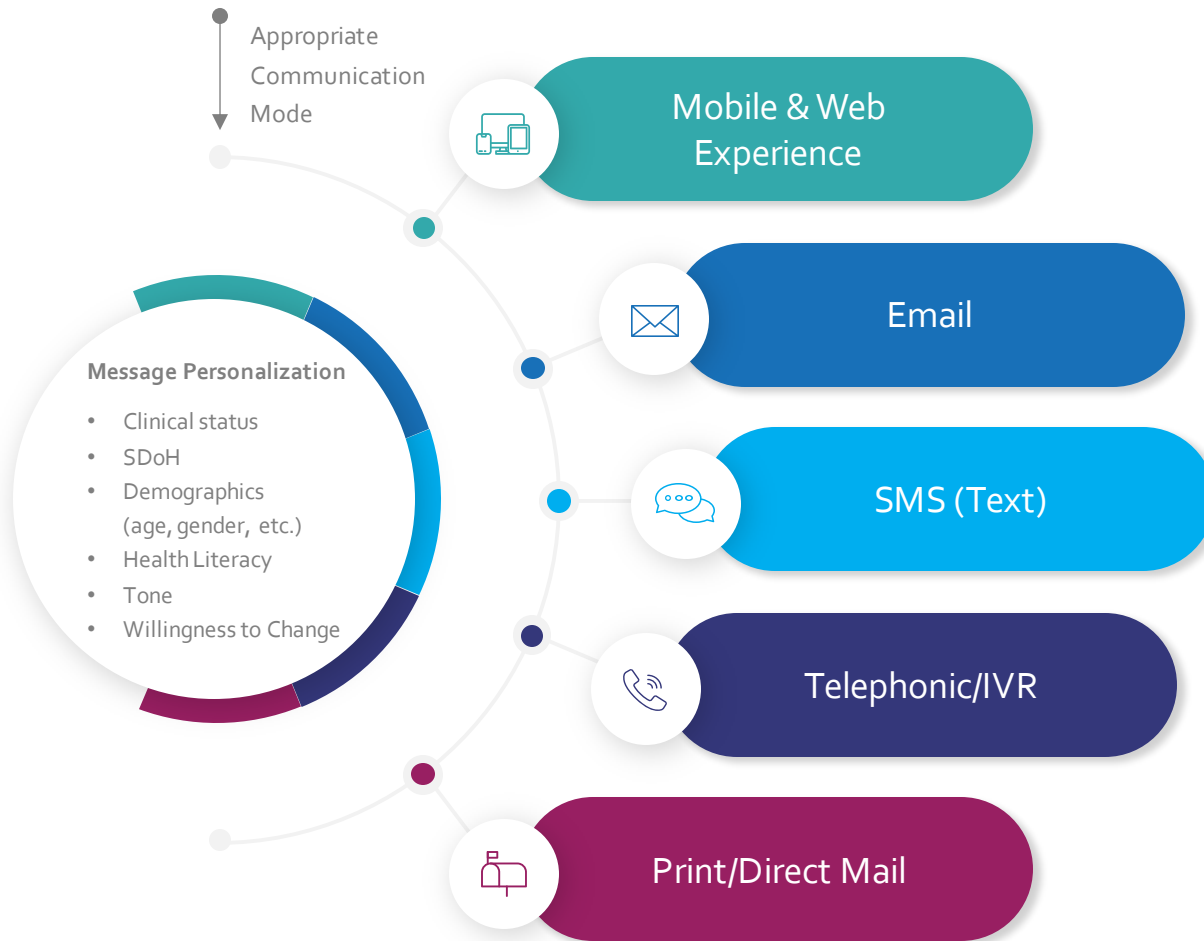 Appropriate
Communication
Mode
Mobile & Web
Experience
Email
Message Personalization
• Clinical status
• SDoH
• Demographics
(age, gender, etc.)
• Health Literacy
• Tone
• Willingness to Change
SMS (Text)
Telephonic/IVR
Print/Direct Mail